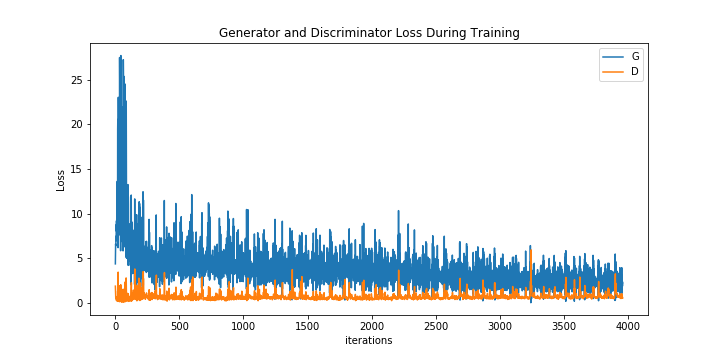 Generator and Discriminator Loss During Training
G
D
25
20
15
10
5
0
Loss
0 500 1000 1500 2000 2500 3000 3500 4000
iterations